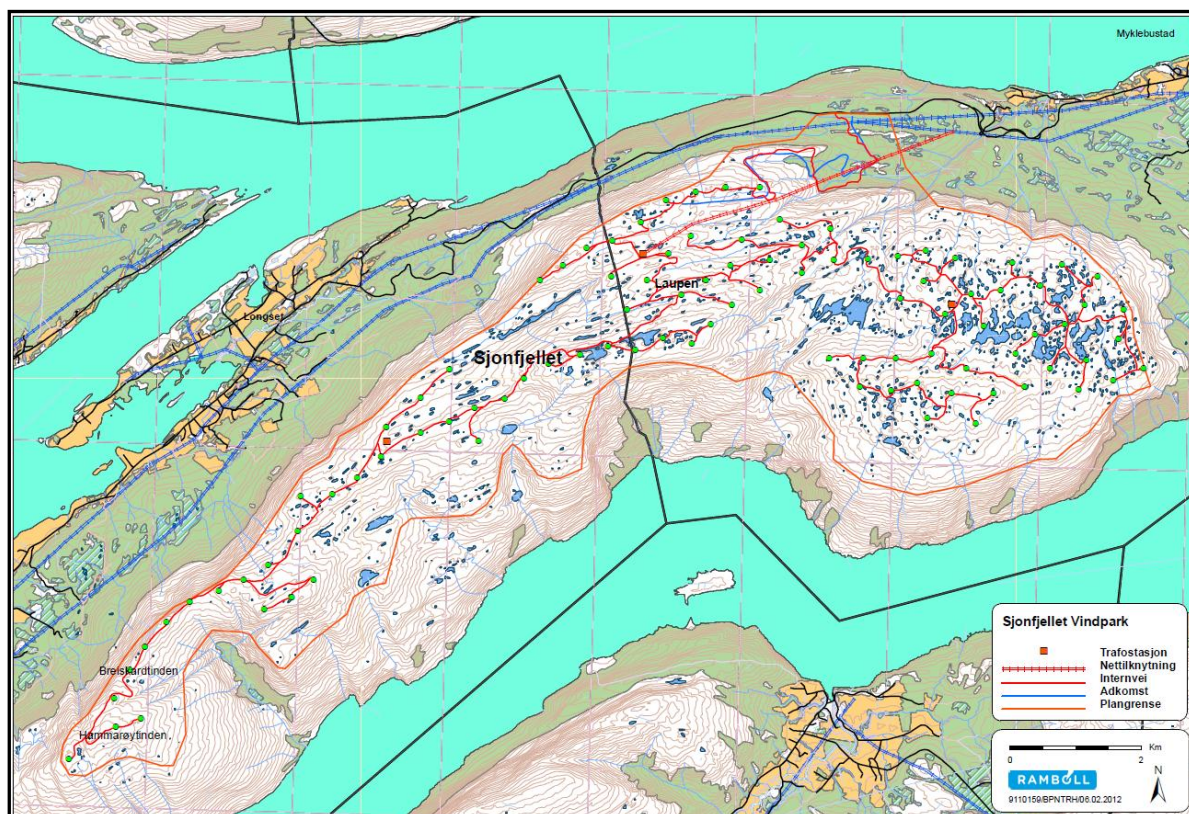 Myklebustad
Laupen
Longset
Sjonfjellet
Breiskardtinden
Hammarøytinden
Sjonfjellet Vindpark
Trafostasjon
Nettilknytning
Internvei
Adkomst
Plangrense
Km
0 2
RAMBOLL
N
9110159/BPNTRH/06.02.2012